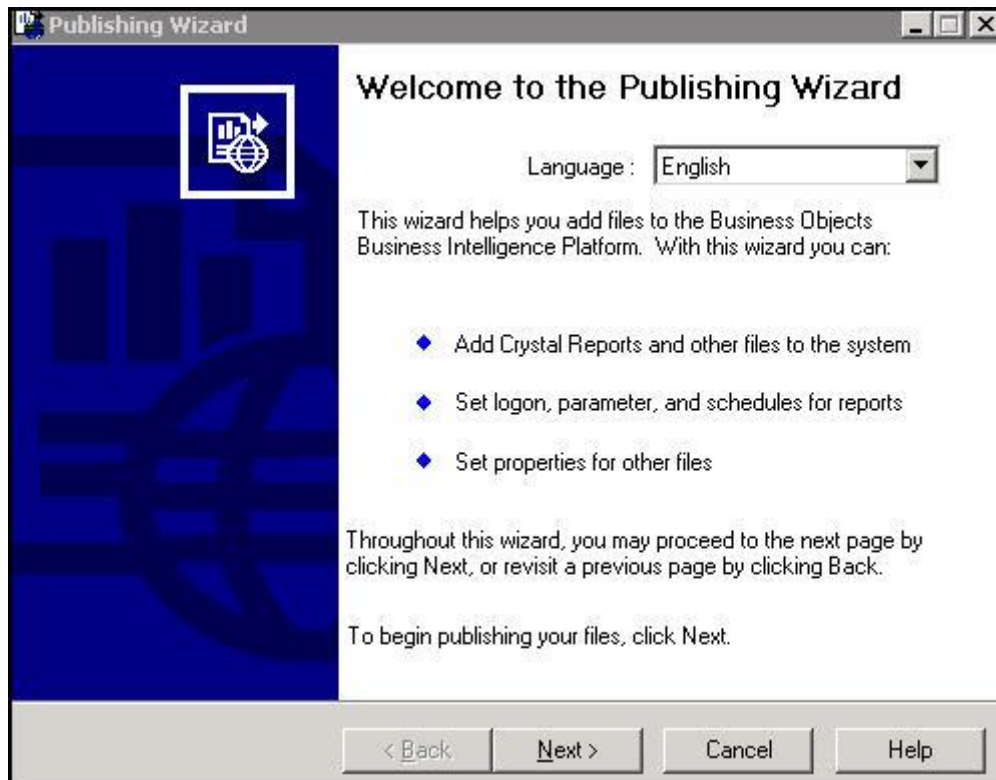 Publishing Wizard
Welcome to the Publishing Wizard
Language : English
This wizard helps you add files to the Business Objects
Business Intelligence Platform. With this wizard you can:
Add Crystal Reports and other files to the system
Set logon, parameter, and schedules for reports
Set properties for other files
Throughout this wizard, you may proceed to the next page by
clicking Next, or revisit a previous page by clicking Back.
To begin publishing your files, click Next.
< Back Next > Cancel Help